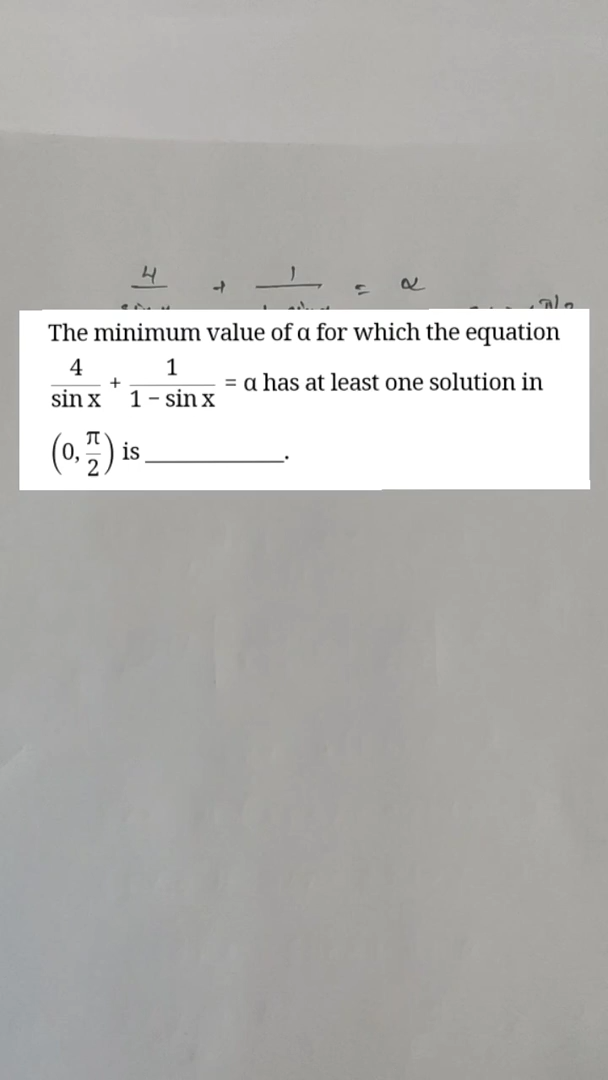 4 + 1 = α
The minimum value of α for which the equation
4/sin x + 1/1 − sin x = α has at least one solution in
(0, π/2) is ____________.